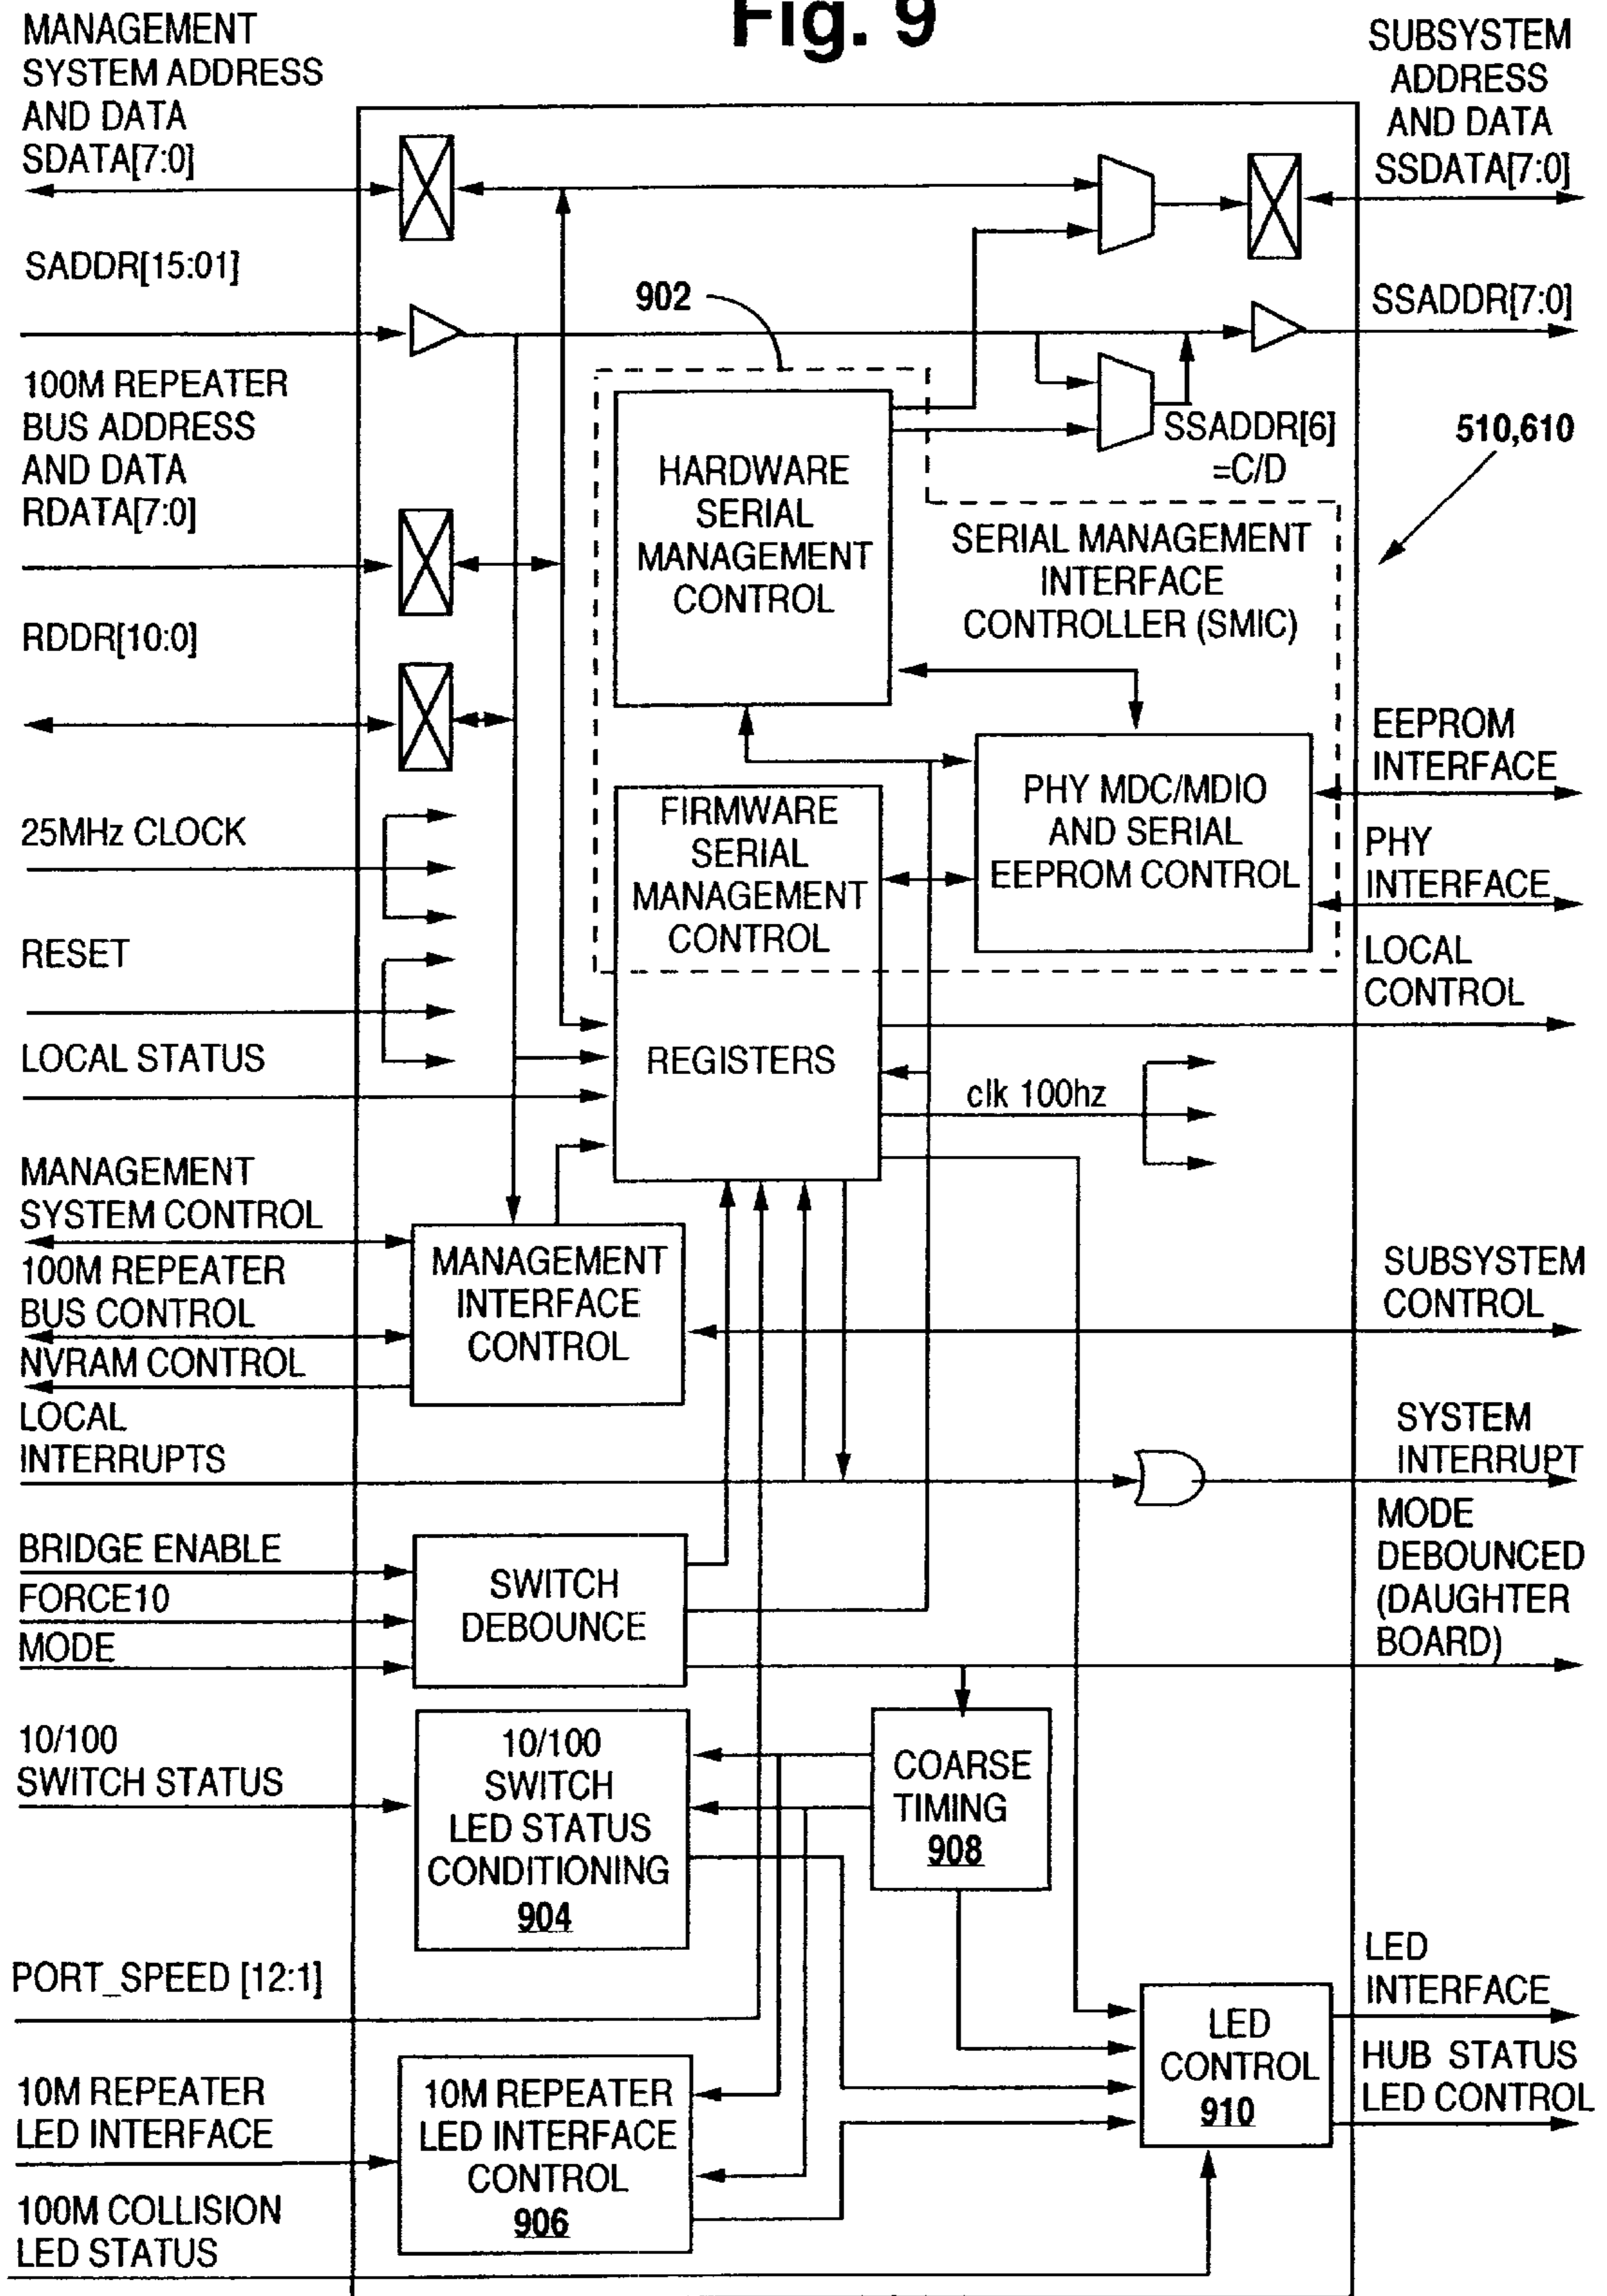 Fig. 9
MANAGEMENT
SYSTEM ADDRESS
AND DATA
SDATA[7:0]
SADDR[15:01]
100M REPEATER
BUS ADDRESS
AND DATA
RDATA[7:0]
RDDR[10:0]
25MHz CLOCK
RESET
LOCAL STATUS
MANAGEMENT
SYSTEM CONTROL
100M REPEATER
BUS CONTROL
NVRAM CONTROL
LOCAL
INTERRUPTS
BRIDGE ENABLE
FORCE10
MODE
10/100
SWITCH STATUS
PORT_SPEED [12:1]
10M REPEATER
LED INTERFACE
100M COLLISION
LED STATUS
902
HARDWARE
SERIAL
MANAGEMENT
CONTROL
SSADDR[6]
=C/D
SERIAL MANAGEMENT
INTERFACE
CONTROLLER (SMIC)
FIRMWARE
SERIAL
MANAGEMENT
CONTROL
REGISTERS
PHY MDC/MDIO
AND SERIAL
EEPROM CONTROL
clk 100hz
MANAGEMENT
INTERFACE
CONTROL
SWITCH
DEBOUNCE
10/100
SWITCH
LED STATUS
CONDITIONING
904
COARSE
TIMING
908
10M REPEATER
LED INTERFACE
CONTROL
906
LED
CONTROL
910
SUBSYSTEM
ADDRESS
AND DATA
SSDATA[7:0]
SSADDR[7:0]
510,610
EEPROM
INTERFACE
PHY
INTERFACE
LOCAL
CONTROL
SUBSYSTEM
CONTROL
SYSTEM
INTERRUPT
MODE
DEBOUNCED
(DAUGHTER
BOARD)
LED
INTERFACE
HUB STATUS
LED CONTROL